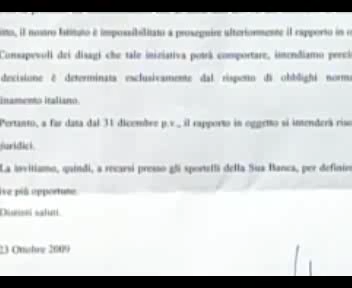 itto, il nostro Istituto è impossibilitato a proseguire ulteriormente il rapporto in o
Consapevoli dei disagi che tale iniziativa potrà comportare, intendiamo preci
decisione è determinata esclusivamente dal rispetto di obblighi norma
inamento italiano.
Pertanto, a far data dal 31 dicembre p.v., il rapporto in oggetto si intenderà riso
giuridici.
La invitiamo, quindi, a recarsi presso gli sportelli della Sua Banca, per definire
ive più opportune.
Distinti saluti.
23 Ottobre 2009